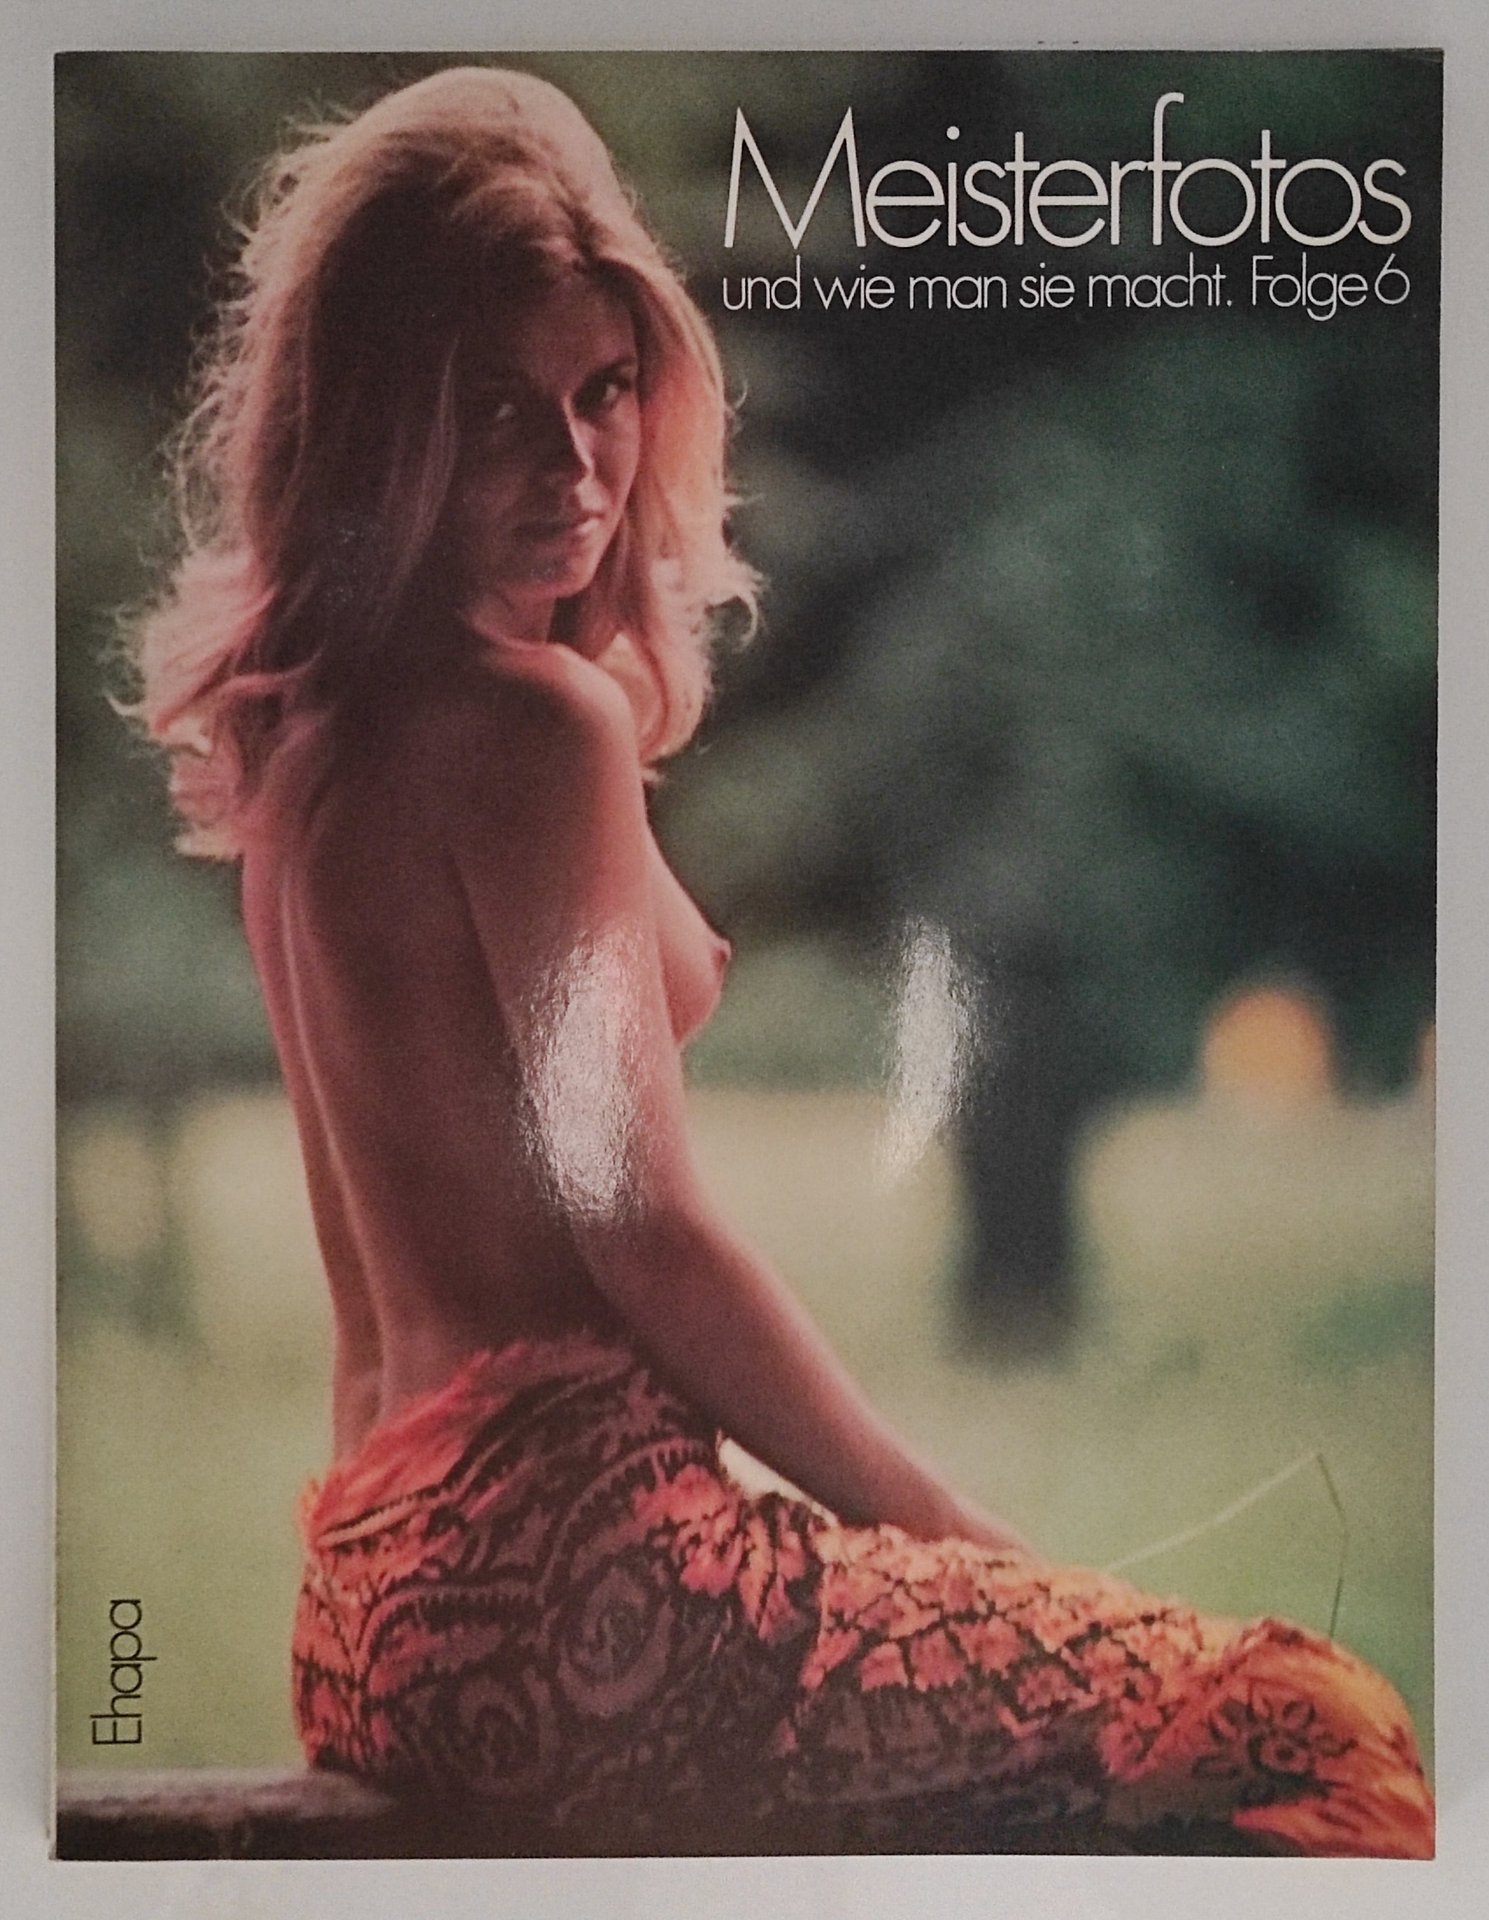 Meisterfotos
und wie man sie macht. Folge 6
Ehapa